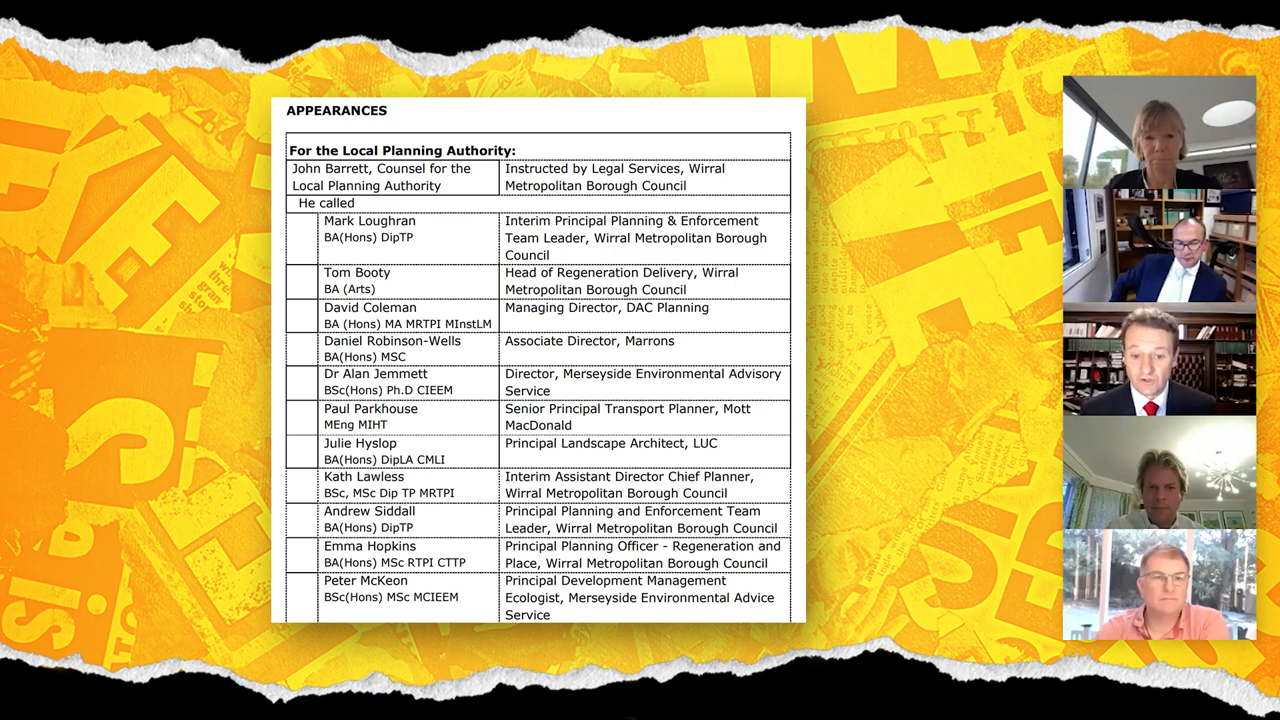 APPEARANCES
For the Local Planning Authority:
John Barrett, Counsel for the
Local Planning Authority
Instructed by Legal Services, Wirral
Metropolitan Borough Council
He called
Mark Loughran
BA(Hons) DipTP
Interim Principal Planning & Enforcement
Team Leader, Wirral Metropolitan Borough
Council
Tom Booty
BA (Arts)
Head of Regeneration Delivery, Wirral
Metropolitan Borough Council
David Coleman
BA (Hons) MA MRTPI MInstLM
Managing Director, DAC Planning
Daniel Robinson-Wells
BA(Hons) MSC
Associate Director, Marrons
Dr Alan Jemmett
BSc(Hons) Ph.D CIEEM
Director, Merseyside Environmental Advisory
Service
Paul Parkhouse
MEng MIHT
Senior Principal Transport Planner, Mott
MacDonald
Julie Hyslop
BA(Hons) DipLA CMLI
Principal Landscape Architect, LUC
Kath Lawless
BSc, MSc Dip TP MRTPI
Interim Assistant Director Chief Planner,
Wirral Metropolitan Borough Council
Andrew Siddall
BA(Hons) DipTP
Principal Planning and Enforcement Team
Leader, Wirral Metropolitan Borough Council
Emma Hopkins
BA(Hons) MSc RTPI CTTP
Principal Planning Officer - Regeneration and
Place, Wirral Metropolitan Borough Council
Peter McKeon
BSc(Hons) MSc MCIEEM
Principal Development Management
Ecologist, Merseyside Environmental Advice
Service